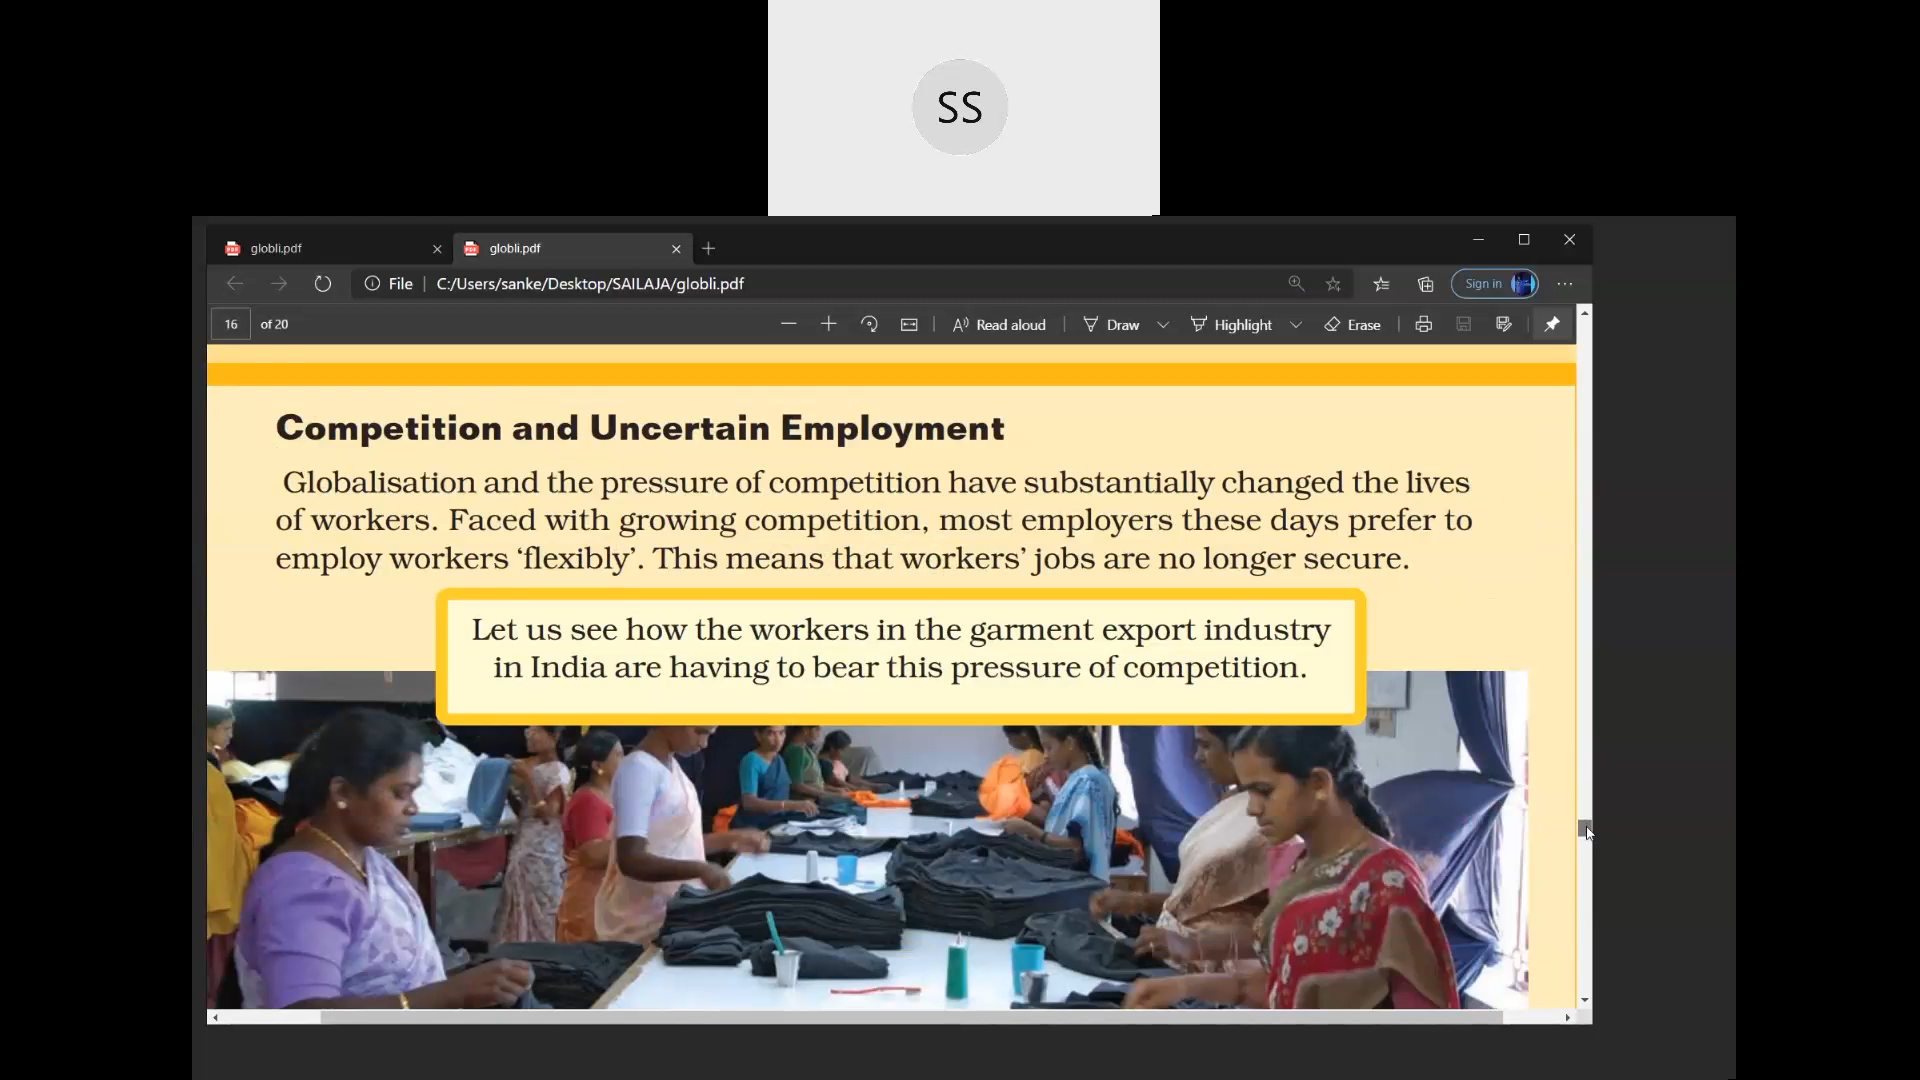 SS
globli.pdf
globli.pdf
File C:/Users/sanke/Desktop/SAILAJA/globli.pdf
Sign in
16 of 20
Read aloud
Draw
Highlight
Erase
Competition and Uncertain Employment
Globalisation and the pressure of competition have substantially changed the lives
of workers. Faced with growing competition, most employers these days prefer to
employ workers ‘flexibly’. This means that workers’ jobs are no longer secure.
Let us see how the workers in the garment export industry
in India are having to bear this pressure of competition.